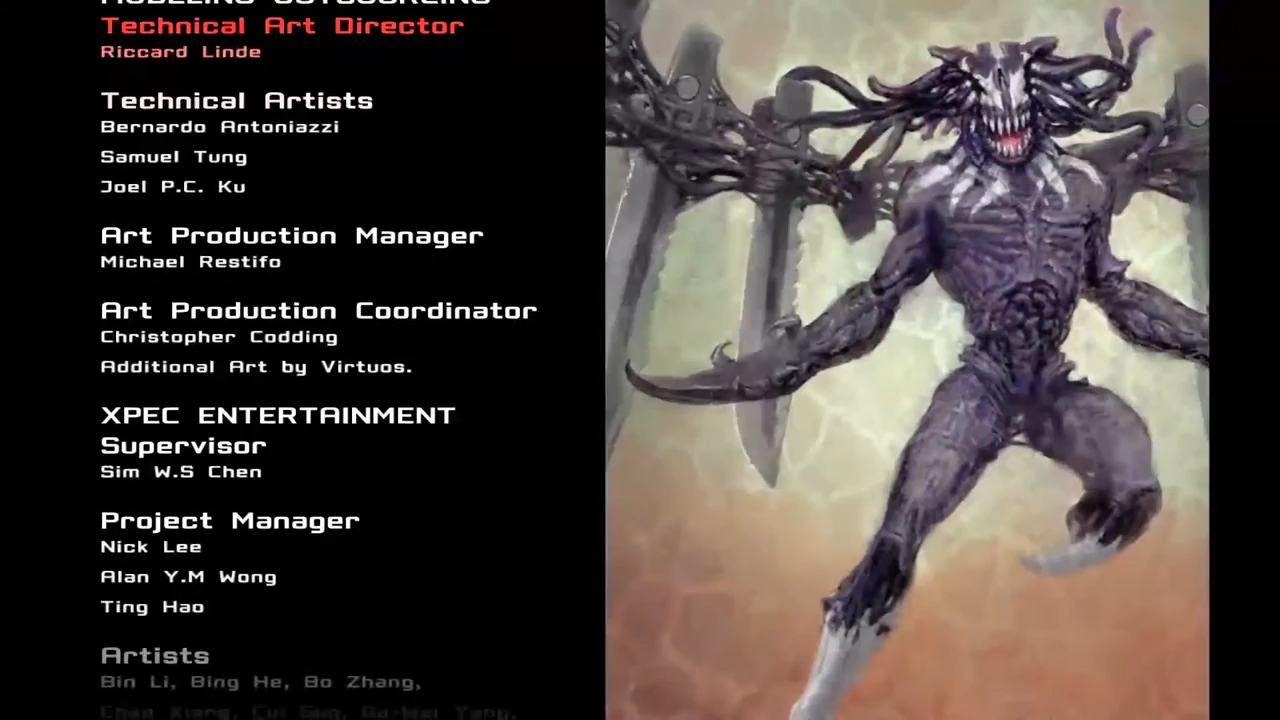 MODELING OUTSOURCING
Technical Art Director
Riccard Linde
Technical Artists
Bernardo Antoniazzi
Samuel Tung
Joel P.C. Ku
Art Production Manager
Michael Restifo
Art Production Coordinator
Christopher Codding
Additional Art by Virtuos.
XPEC ENTERTAINMENT
Supervisor
Sim W.S Chen
Project Manager
Nick Lee
Alan Y.M Wong
Ting Hao
Artists
Bin Li, Bing He, Bo Zhang,